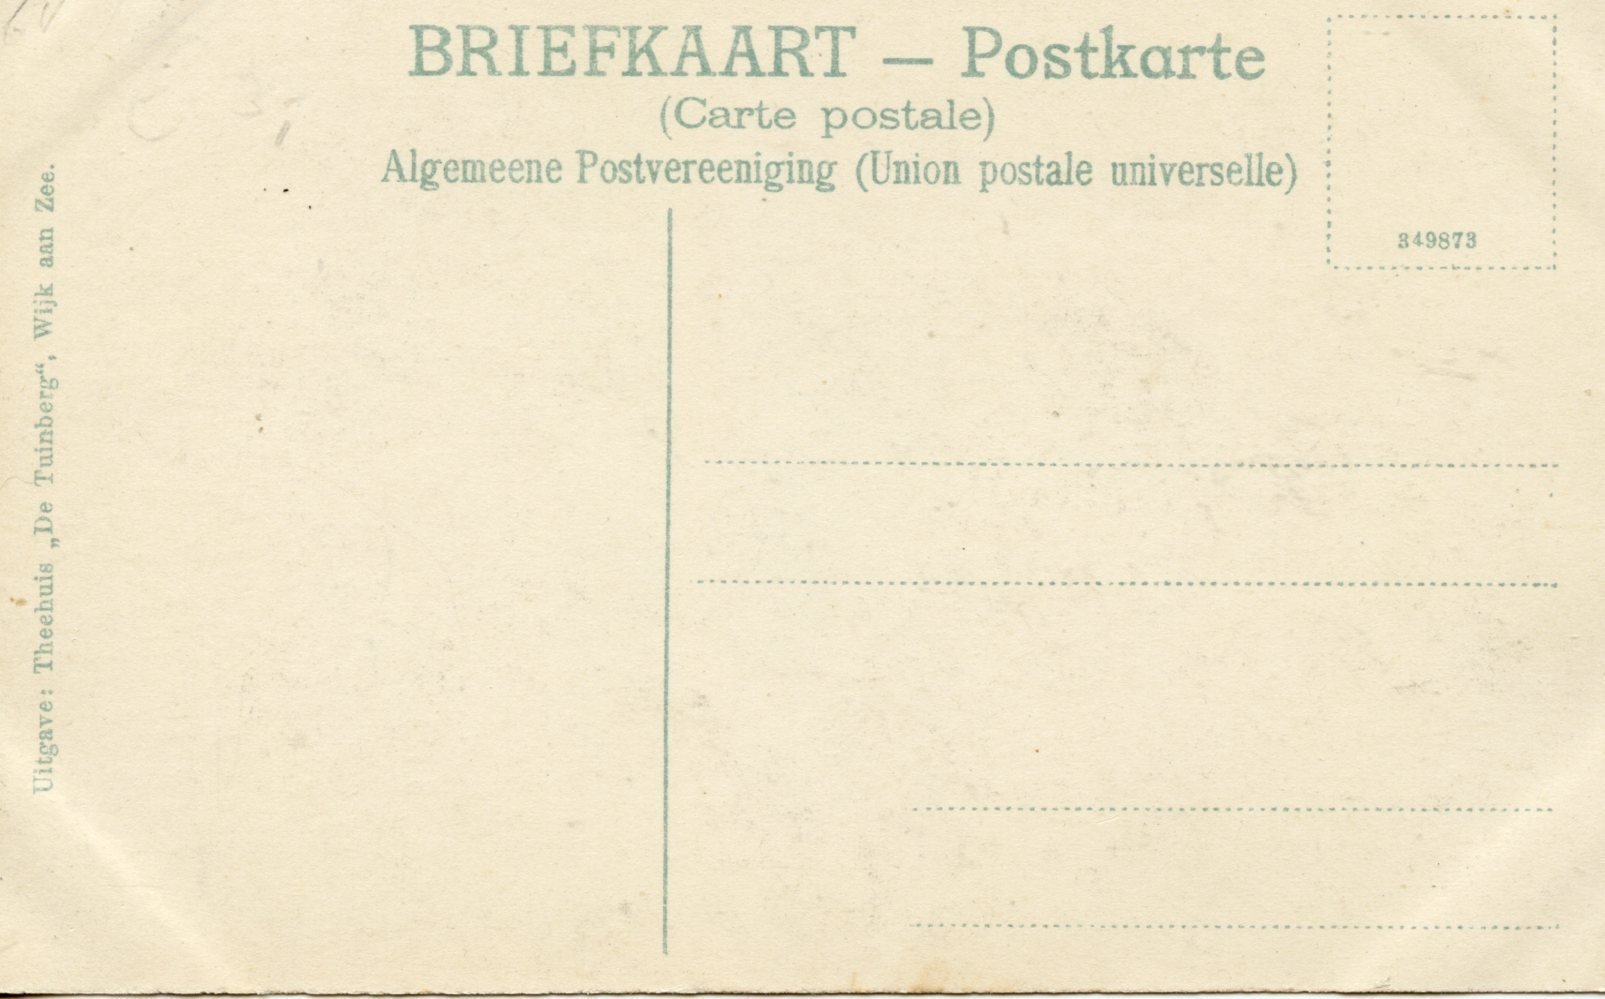 BRIEFKAART — Postkarte
(Carte postale)
Algemeene Postvereeniging (Union postale universelle)
349873
Uitgave: Theehuis „De Tuinberg“, Wijk aan Zee.